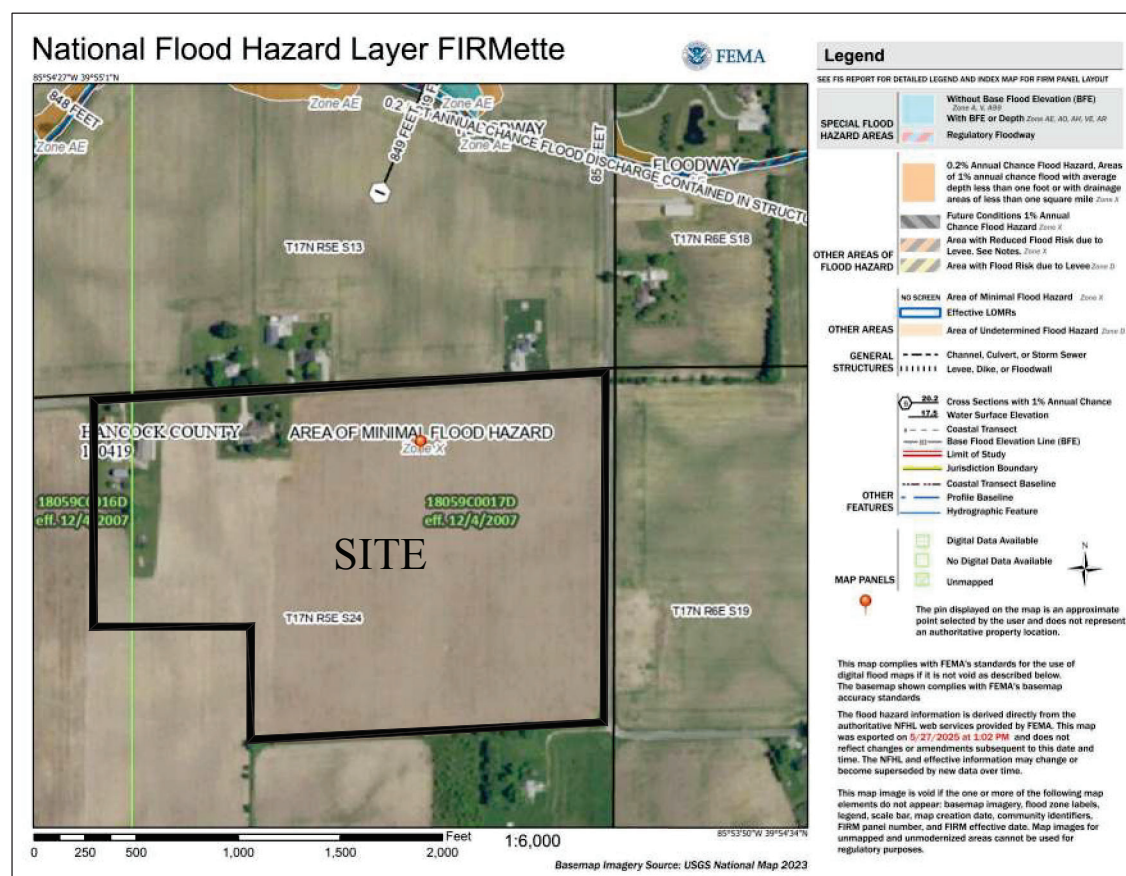 National Flood Hazard Layer FIRMette
FEMA
85°54'27"W 39°55'1"N
848 FEET
Zone AE
Zone AE
Zone AE
Zone AE
849 FEET
FLOODWAY
ANNUAL CHANCE FLOOD DISCHARGE CONTAINED IN
T17N R5E S13
T17N R6E S18
HANCOCK COUNTY
AREA OF MINIMAL FLOOD HAZARD
Zone X
18059C0016D
eff. 12/4/2007
18059C0017D
eff. 12/4/2007
SITE
T17N R5E S24
T17N R6E S19
85°53'50"W 39°54'34"N
Feet
1:6,000
0 250 500 1,000 1,500 2,000
Basemap Imagery Source: USGS National Map 2023
Legend
SEE FIS REPORT FOR DETAILED LEGEND AND INDEX MAP FOR FIRM PANEL LAYOUT
SPECIAL FLOOD
HAZARD AREAS
Without Base Flood Elevation (BFE)
Zone A, V, A99
With BFE or Depth Zone AE, AO, AH, VE, AR
Regulatory Floodway
OTHER AREAS OF
FLOOD HAZARD
0.2% Annual Chance Flood Hazard, Areas
of 1% annual chance flood with average
depth less than one foot or with drainage
areas of less than one square mile Zone X
Future Conditions 1% Annual
Chance Flood Hazard Zone X
Area with Reduced Flood Risk due to
Levee. See Notes. Zone X
Area with Flood Risk due to Levee Zone D
OTHER AREAS
NO SCREEN Area of Minimal Flood Hazard Zone X
Effective LOMRs
Area of Undetermined Flood Hazard Zone D
GENERAL
STRUCTURES
Channel, Culvert, or Storm Sewer
Levee, Dike, or Floodwall
OTHER
FEATURES
20.2 Cross Sections with 1% Annual Chance
17.5 Water Surface Elevation
Coastal Transect
Base Flood Elevation Line (BFE)
Limit of Study
Jurisdiction Boundary
Coastal Transect Baseline
Profile Baseline
Hydrographic Feature
MAP PANELS
Digital Data Available
No Digital Data Available
Unmapped
N
The pin displayed on the map is an approximate
point selected by the user and does not represent
an authoritative property location.
This map complies with FEMA's standards for the use of
digital flood maps if it is not void as described below.
The basemap shown complies with FEMA's basemap
accuracy standards
The flood hazard information is derived directly from the
authoritative NFHL web services provided by FEMA. This map
was exported on 5/27/2025 at 1:02 PM and does not
reflect changes or amendments subsequent to this date and
time. The NFHL and effective information may change or
become superseded by new data over time.
This map image is void if the one or more of the following map
elements do not appear: basemap imagery, flood zone labels,
legend, scale bar, map creation date, community identifiers,
FIRM panel number, and FIRM effective date. Map images for
unmapped and unmodernized areas cannot be used for
regulatory purposes.